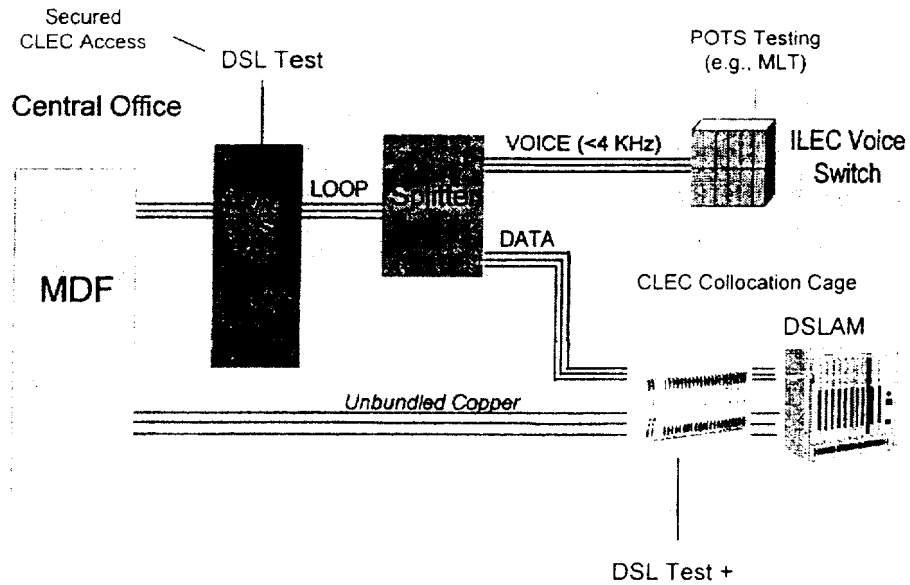 Secured
CLEC Access
DSL Test
Central Office
POTS Testing
(e.g., MLT)
VOICE (<4 KHz)
ILEC Voice
Switch
LOOP
Splitter
DATA
MDF
CLEC Collocation Cage
DSLAM
Unbundled Copper
DSL Test +